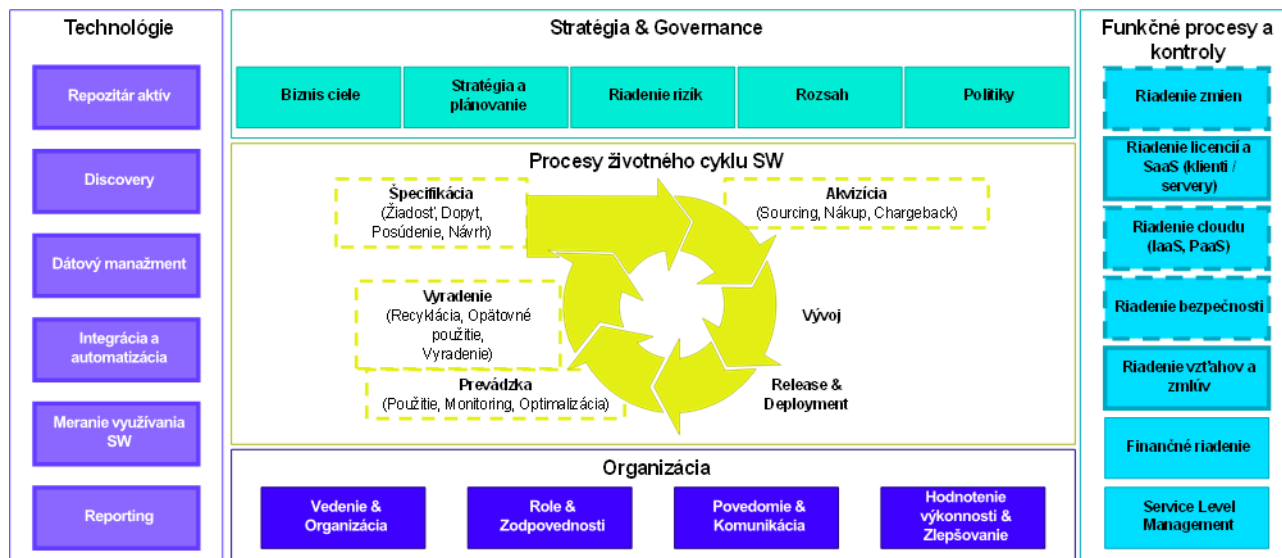 Technológie
Repozitár aktív
Discovery
Dátový manažment
Integrácia a
automatizácia
Meranie využívania
SW
Reporting
Stratégia & Governance
Biznis ciele
Stratégia a
plánovanie
Riadenie rizík
Rozsah
Politiky
Procesy životného cyklu SW
Špecifikácia
(Žiadosť, Dopyt,
Posúdenie, Návrh)
Akvizícia
(Sourcing, Nákup, Chargeback)
Vyradenie
(Recyklácia, Opätovné
použitie,
Vyradenie)
Vývoj
Prevádzka
(Použitie, Monitoring, Optimalizácia)
Release &
Deployment
Organizácia
Vedenie &
Organizácia
Role &
Zodpovednosti
Povedomie &
Komunikácia
Hodnotenie
výkonnosti &
Zlepšovanie
Funkčné procesy a
kontroly
Riadenie zmien
Riadenie licencií a
SaaS (klienti /
servery)
Riadenie cloudu
(IaaS, PaaS)
Riadenie bezpečnosti
Riadenie vzťahov a
zmlúv
Finančné riadenie
Service Level
Management